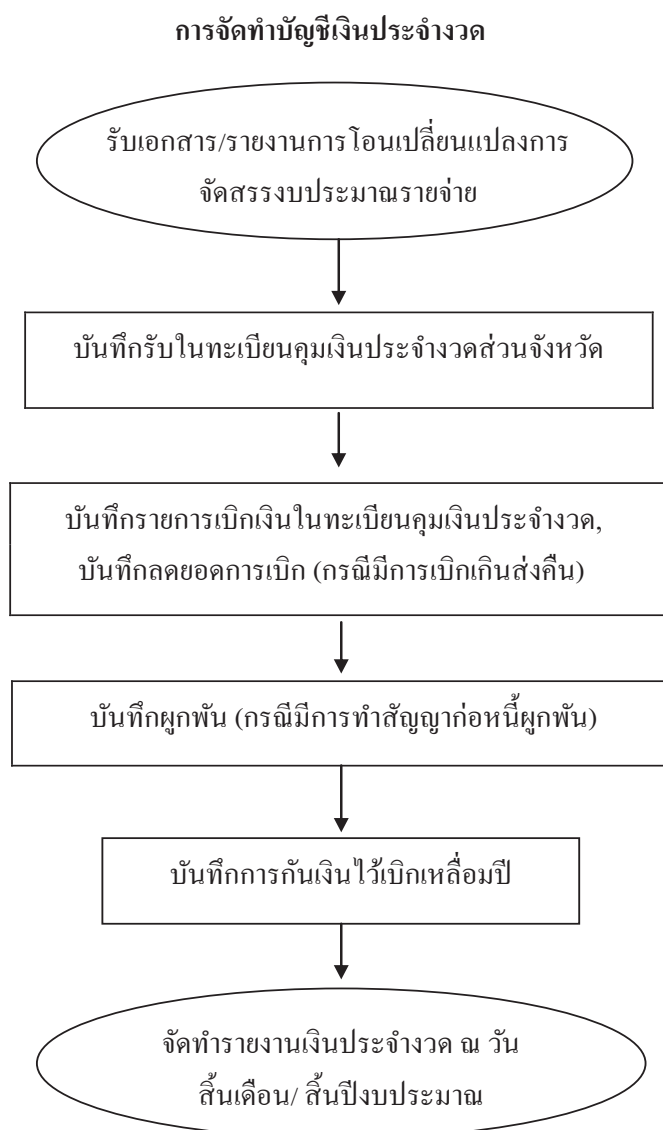 การจัดทำบัญชีเงินประจำงวด
รับเอกสาร/รายงานการโอนเปลี่ยนแปลงการ
จัดสรรงบประมาณรายจ่าย
บันทึกรับในทะเบียนคุมเงินประจำงวดส่วนจังหวัด
บันทึกรายการเบิกเงินในทะเบียนคุมเงินประจำงวด,
บันทึกลดยอดการเบิก (กรณีมีการเบิกเกินส่งคืน)
บันทึกผูกพัน (กรณีมีการทำสัญญาก่อหนี้ผูกพัน)
บันทึกการกันเงินไว้เบิกเหลื่อมปี
จัดทำรายงานเงินประจำงวด ณ วัน
สิ้นเดือน/ สิ้นปีงบประมาณ